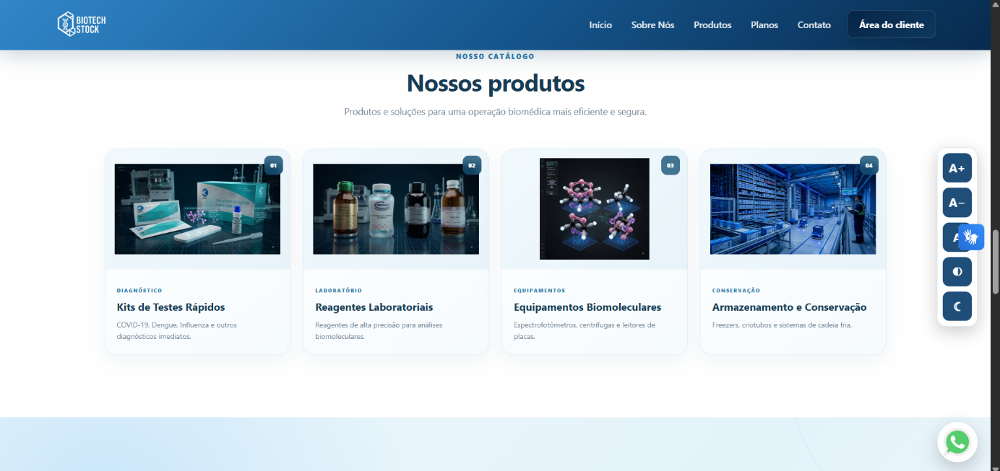 BIOTECH
STOCK
Início
Sobre Nós
Produtos
Planos
Contato
Área do cliente
NOSSO CATÁLOGO
Nossos produtos
Produtos e soluções para uma operação biomédica mais eficiente e segura.
01
02
03
04
DIAGNÓSTICO
Kits de Testes Rápidos
COVID-19, Dengue, Influenza e outros
diagnósticos imediatos.
LABORATÓRIO
Reagentes Laboratoriais
Reagentes de alta precisão para análises
biomoleculares.
EQUIPAMENTOS
Equipamentos Biomoleculares
Espectrofotômetros, centrífugas e leitores de
placas.
CONSERVAÇÃO
Armazenamento e Conservação
Freezers, criotubos e sistemas de cadeia fria.
A+
A−
A